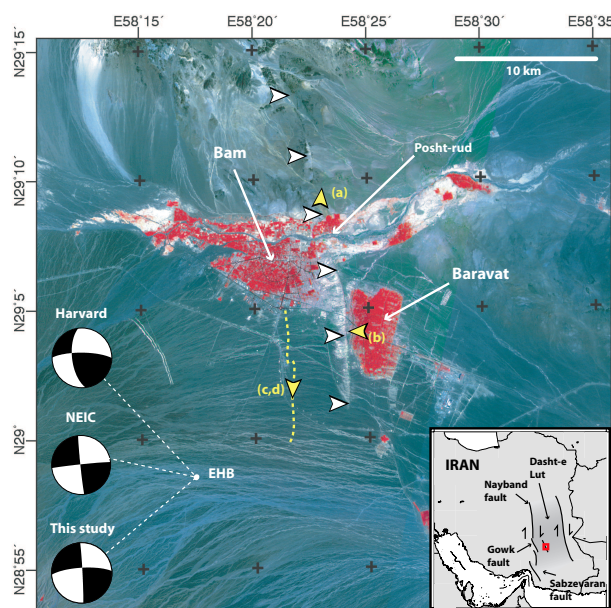 E58°15' E58°20' E58°25' E58°30' E58°35'
N29°15'
10 km
Bam
Posht-rud
N29°10'
(a)
Baravat
N29°5'
(b)
Harvard
(c,d)
NEIC
N29°
EHB
This study
N28°55'
IRAN
Dasht-e
Lut
Nayband
fault
Gowk
fault
Sabzevaran
fault